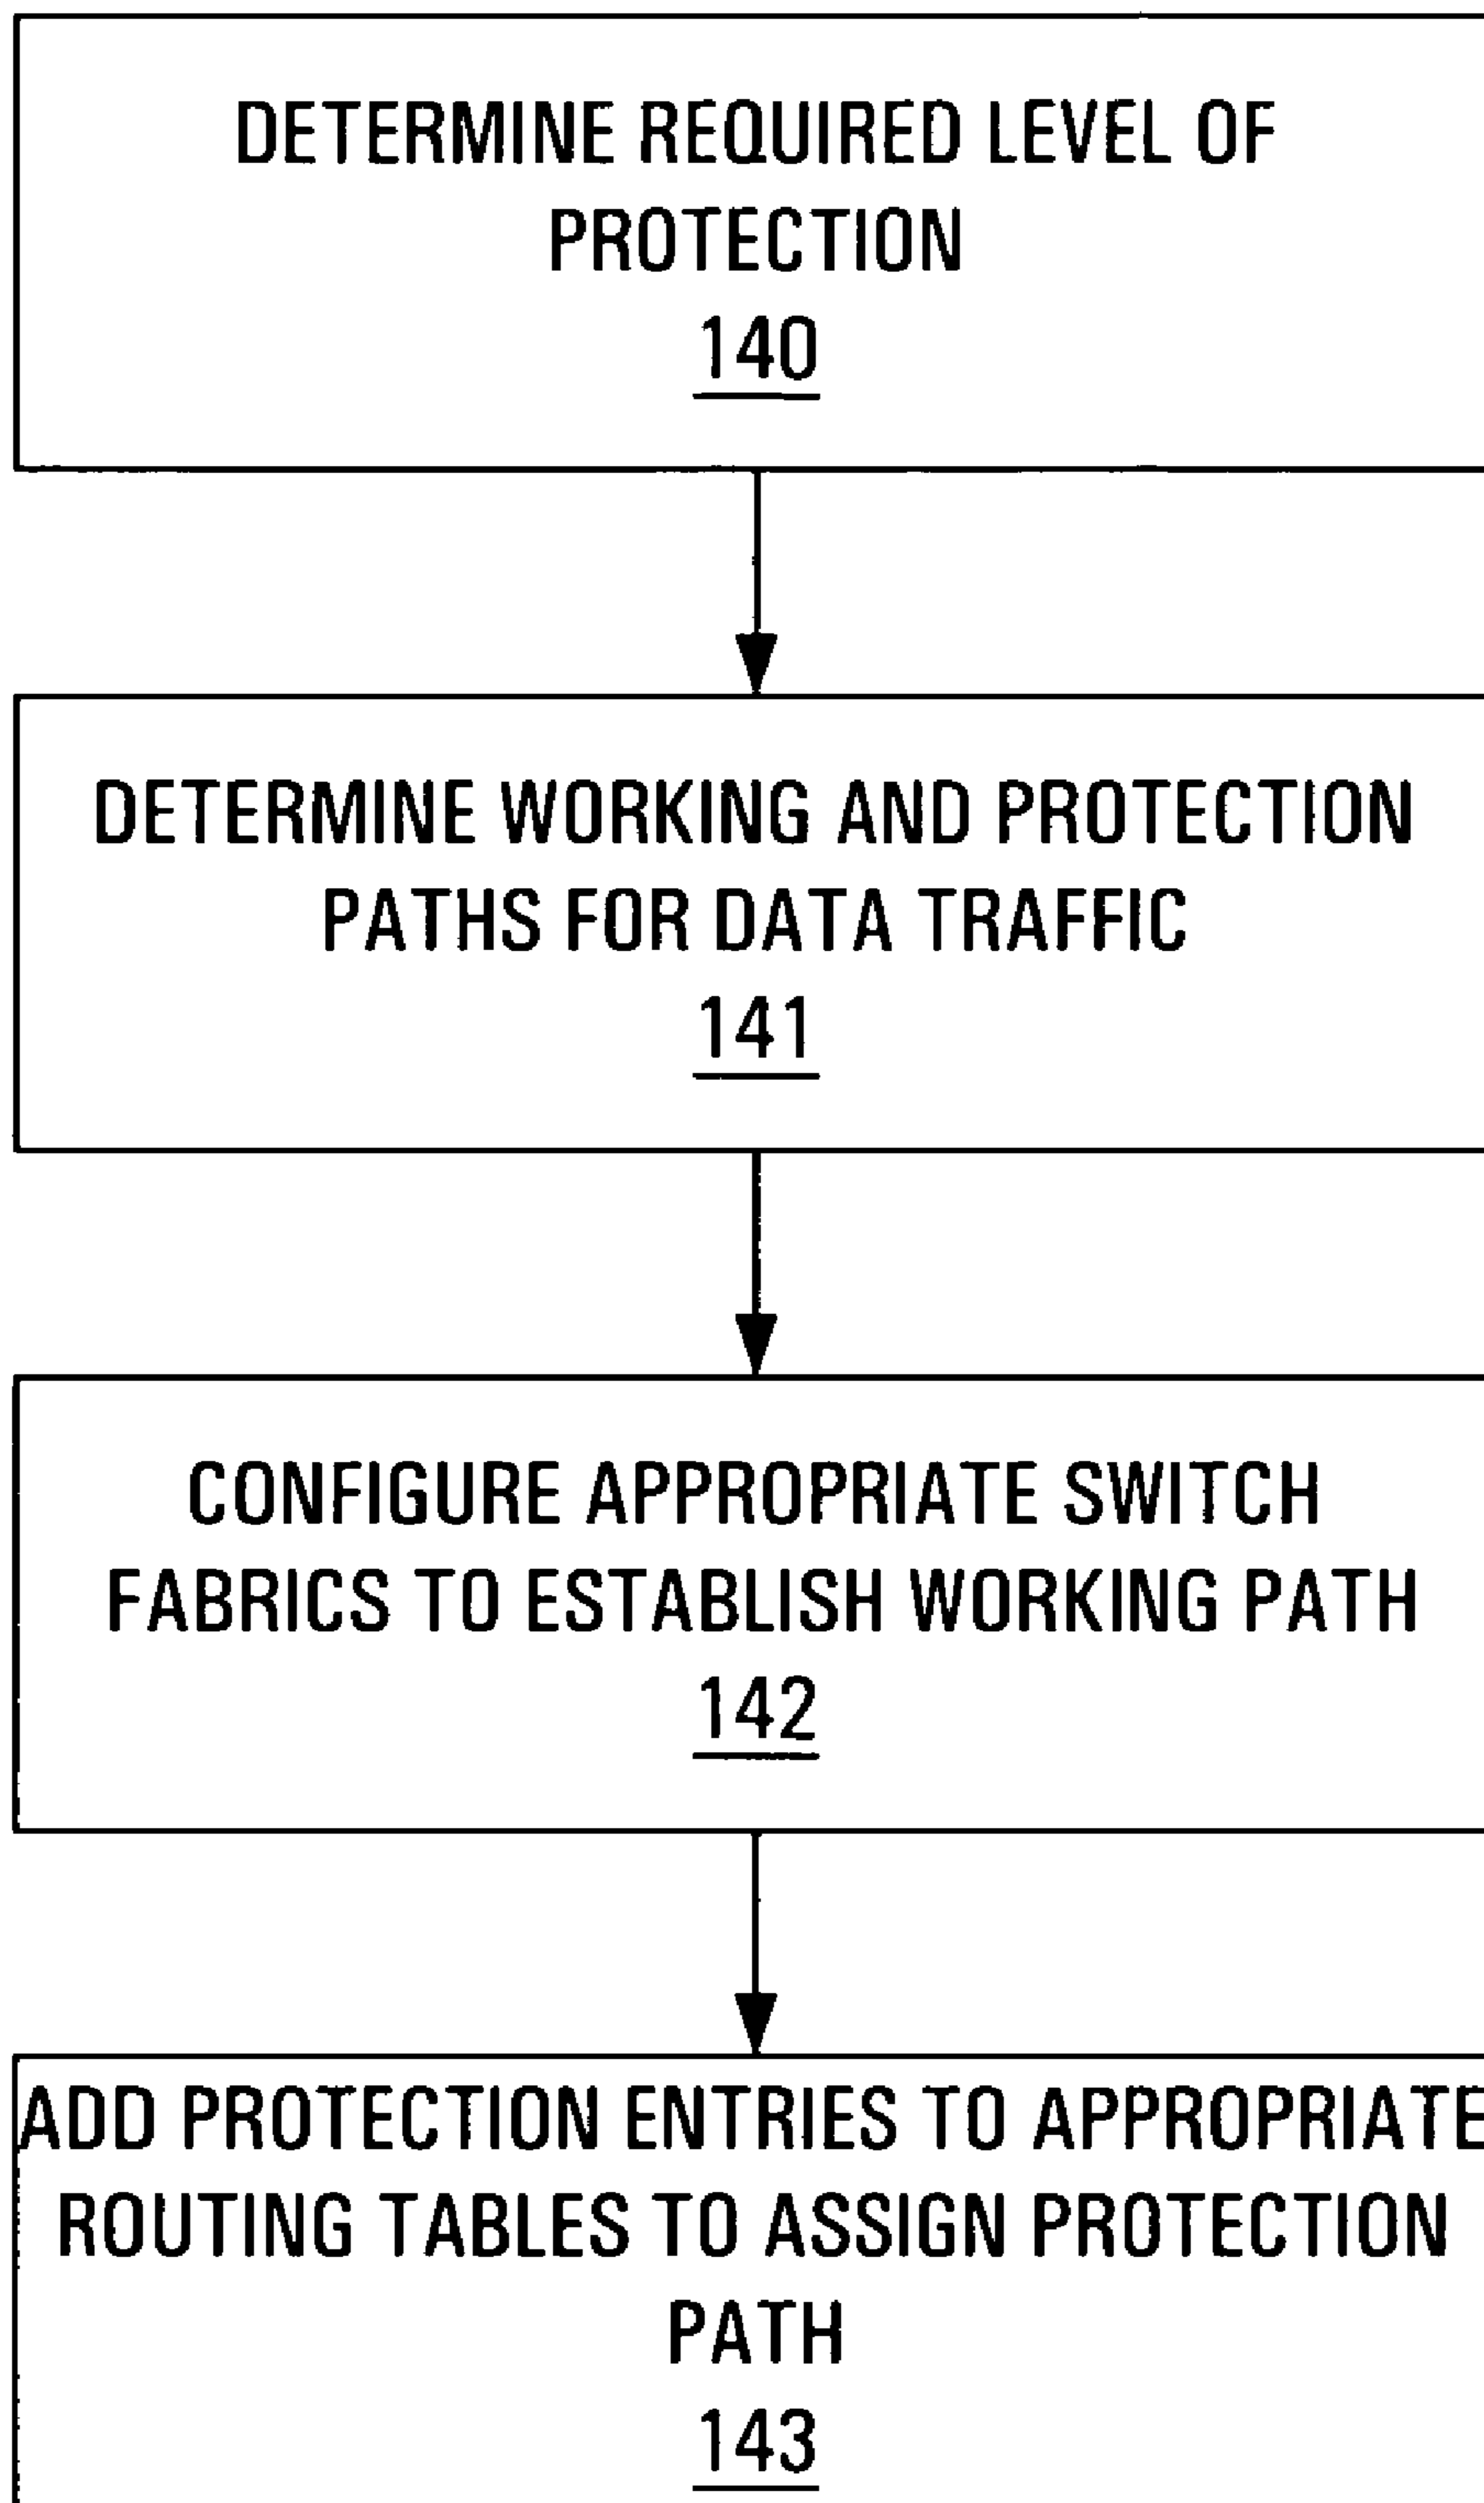 DETERMINE REQUIRED LEVEL OF
PROTECTION
140
DETERMINE WORKING AND PROTECTION
PATHS FOR DATA TRAFFIC
141
CONFIGURE APPROPRIATE SWITCH
FABRICS TO ESTABLISH WORKING PATH
142
ADD PROTECTION ENTRIES TO APPROPRIATE
ROUTING TABLES TO ASSIGN PROTECTION
PATH
143